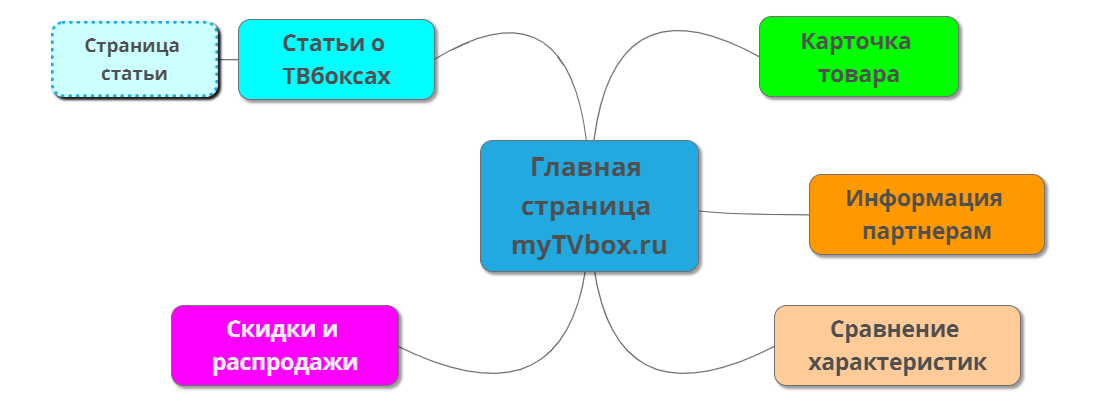 Страница
статьи
Статьи о
ТВбоксах
Карточка
товара
Главная
страница
myTVbox.ru
Информация
партнерам
Скидки и
распродажи
Сравнение
характеристик